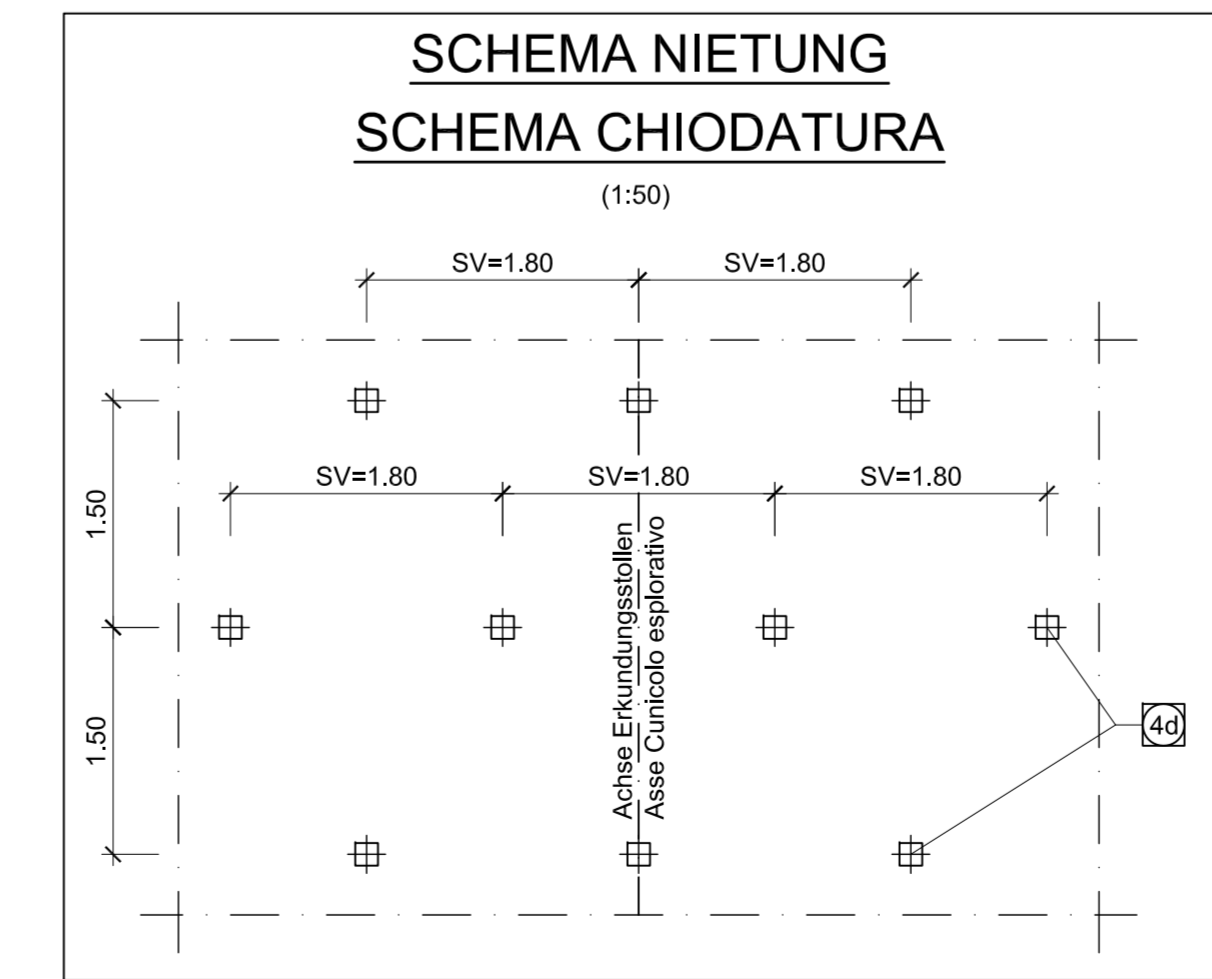 SCHEMA NIETUNG
SCHEMA CHIODATURA
(1:50)
SV=1.80
SV=1.80
SV=1.80
SV=1.80
SV=1.80
1.50
1.50
Achse Erkundungsstollen
Asse Cunicolo esplorativo
4d